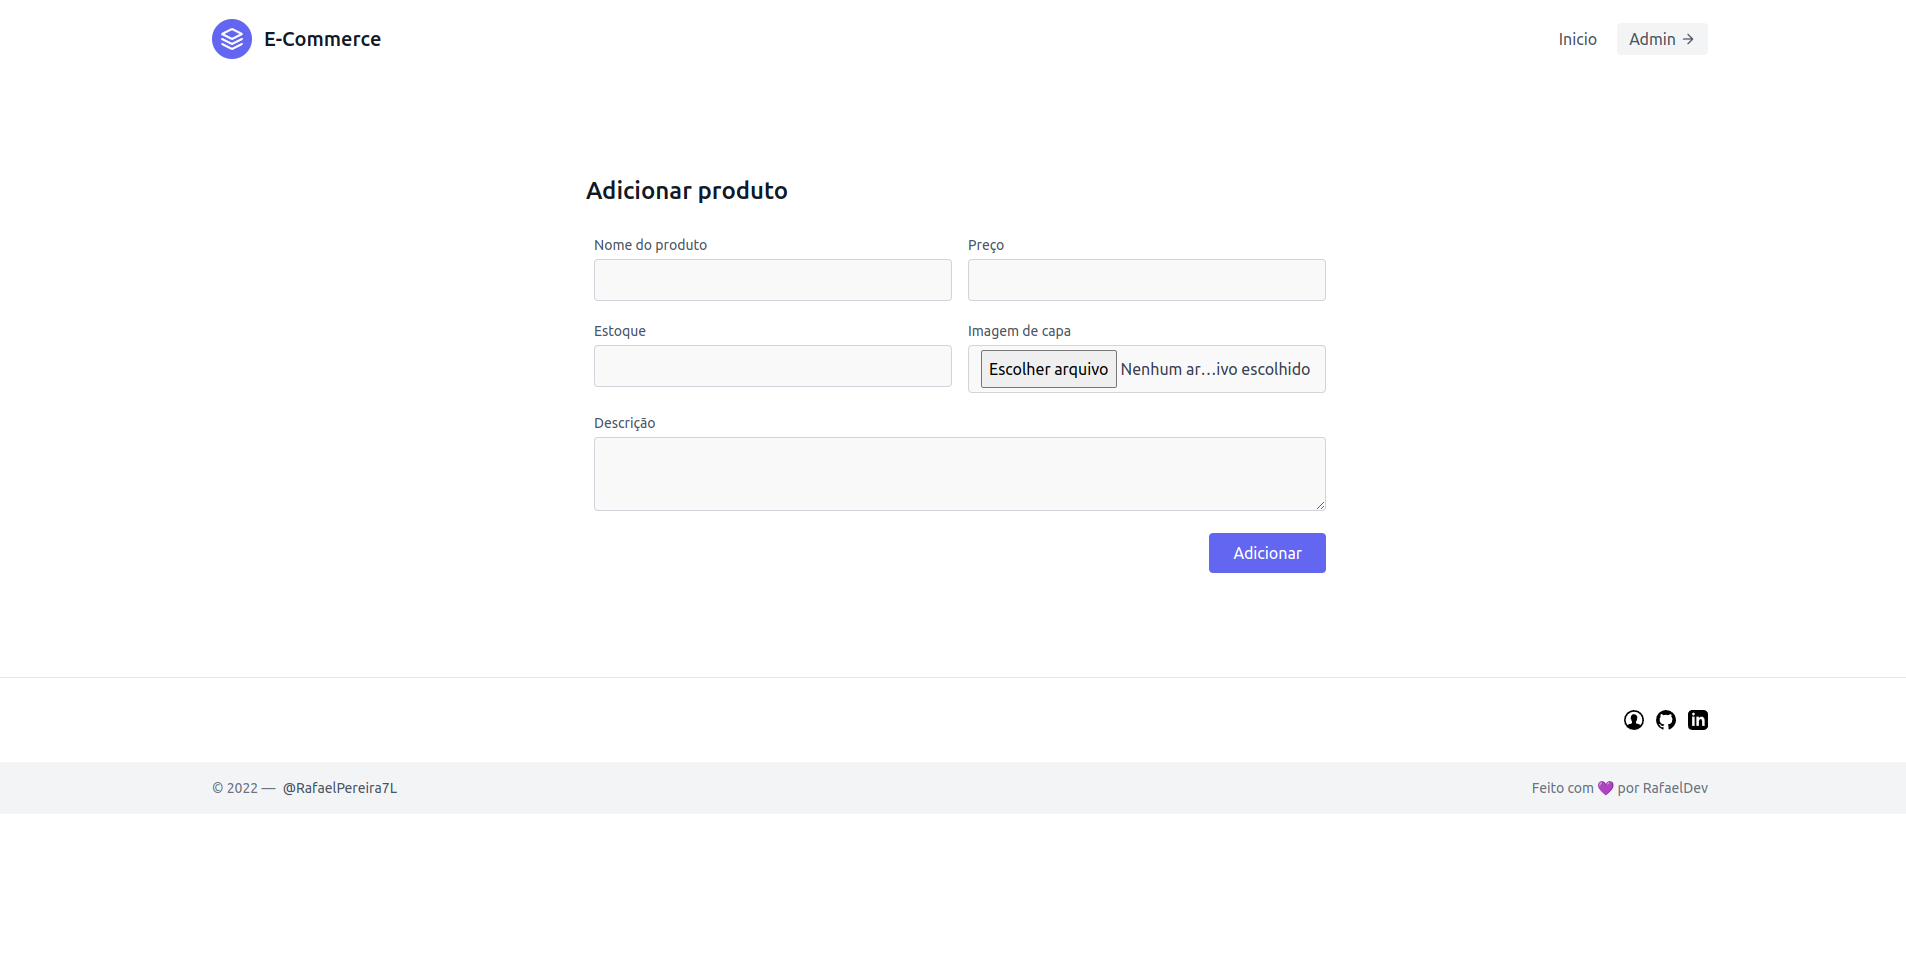 E-Commerce
Inicio
Admin →
Adicionar produto
Nome do produto
Preço
Estoque
Imagem de capa
Escolher arquivo
Nenhum ar…ivo escolhido
Descrição
Adicionar
in
© 2022 — @RafaelPereira7L
Feito com 💜 por RafaelDev